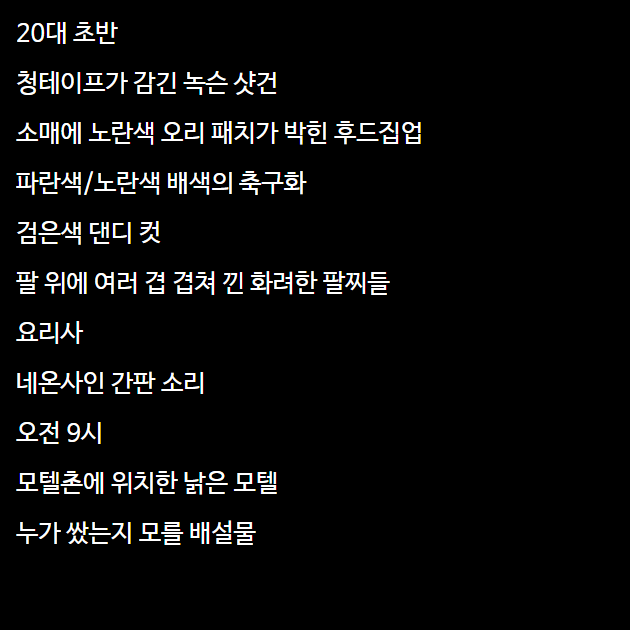 20대 초반
청테이프가 감긴 녹슨 샷건
소매에 노란색 오리 패치가 박힌 후드집업
파란색/노란색 배색의 축구화
검은색 댄디 컷
팔 위에 여러 겹 겹쳐 낀 화려한 팔찌들
요리사
네온사인 간판 소리
오전 9시
모텔촌에 위치한 낡은 모텔
누가 쌌는지 모를 배설물